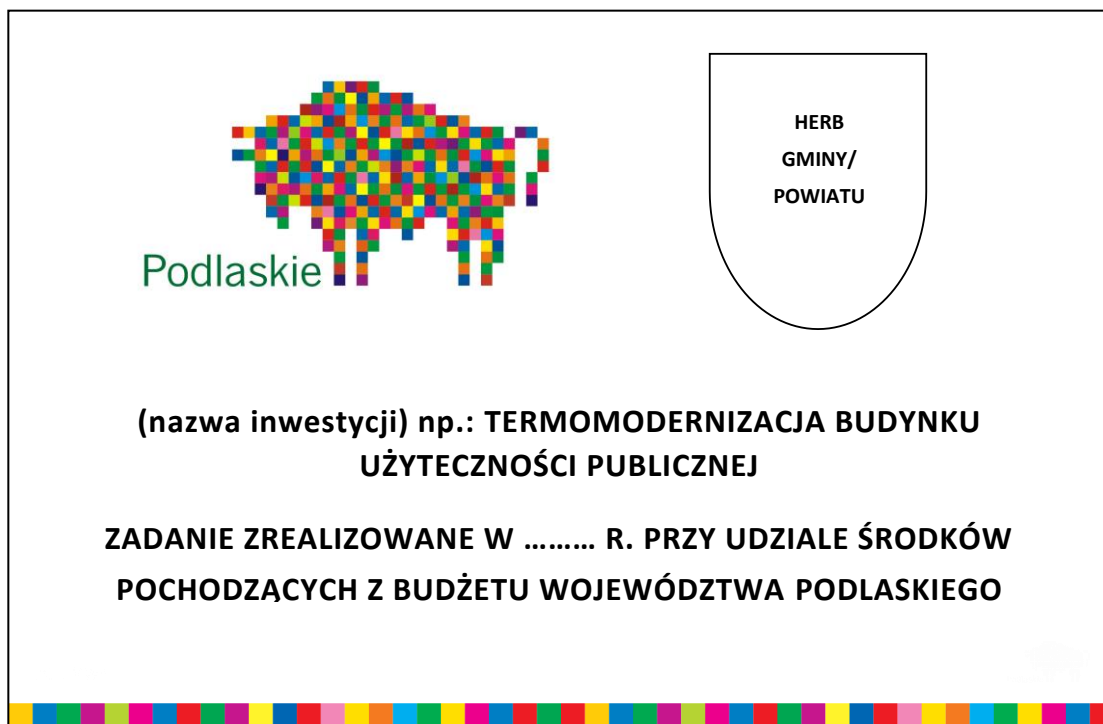 Podlaskie
HERB
GMINY/
POWIATU
(nazwa inwestycji) np.: TERMOMODERNIZACJA BUDYNKU
UŻYTECZNOŚCI PUBLICZNEJ
ZADANIE ZREALIZOWANE W ……… R. PRZY UDZIALE ŚRODKÓW
POCHODZĄCYCH Z BUDŻETU WOJEWÓDZTWA PODLASKIEGO